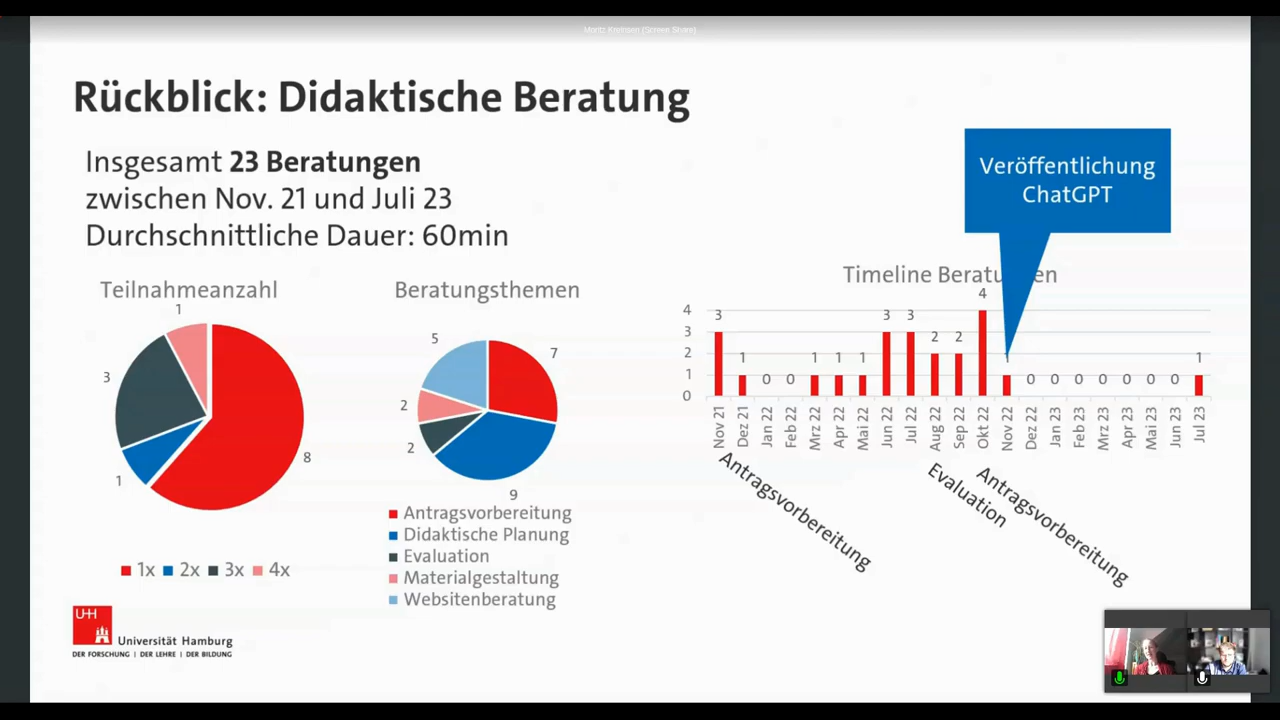 Moritz Kreinsen (Screen Share)
Rückblick: Didaktische Beratung
Insgesamt 23 Beratungen
zwischen Nov. 21 und Juli 23
Durchschnittliche Dauer: 60min
Veröffentlichung
ChatGPT
Teilnahmeanzahl
1
3
1
8
1x 2x 3x 4x
Beratungsthemen
5
7
2
2
9
Antragsvorbereitung
Didaktische Planung
Evaluation
Materialgestaltung
Websitenberatung
4
3
2
1
0
3 1 0 0 1 1 1 3 3 2 2 4 1 0 0 0 0 0 0 0 1
Nov 21 Dez 21 Jan 22 Feb 22 Mrz 22 Apr 22 Mai 22 Jun 22 Jul 22 Aug 22 Sep 22 Okt 22 Nov 22 Dez 22 Jan 23 Feb 23 Mrz 23 Apr 23 Mai 23 Jun 23 Jul 23
Antragsvorbereitung
Evaluation
Antragsvorbereitung
UHH
Universität Hamburg
DER FORSCHUNG | DER LEHRE | DER BILDUNG